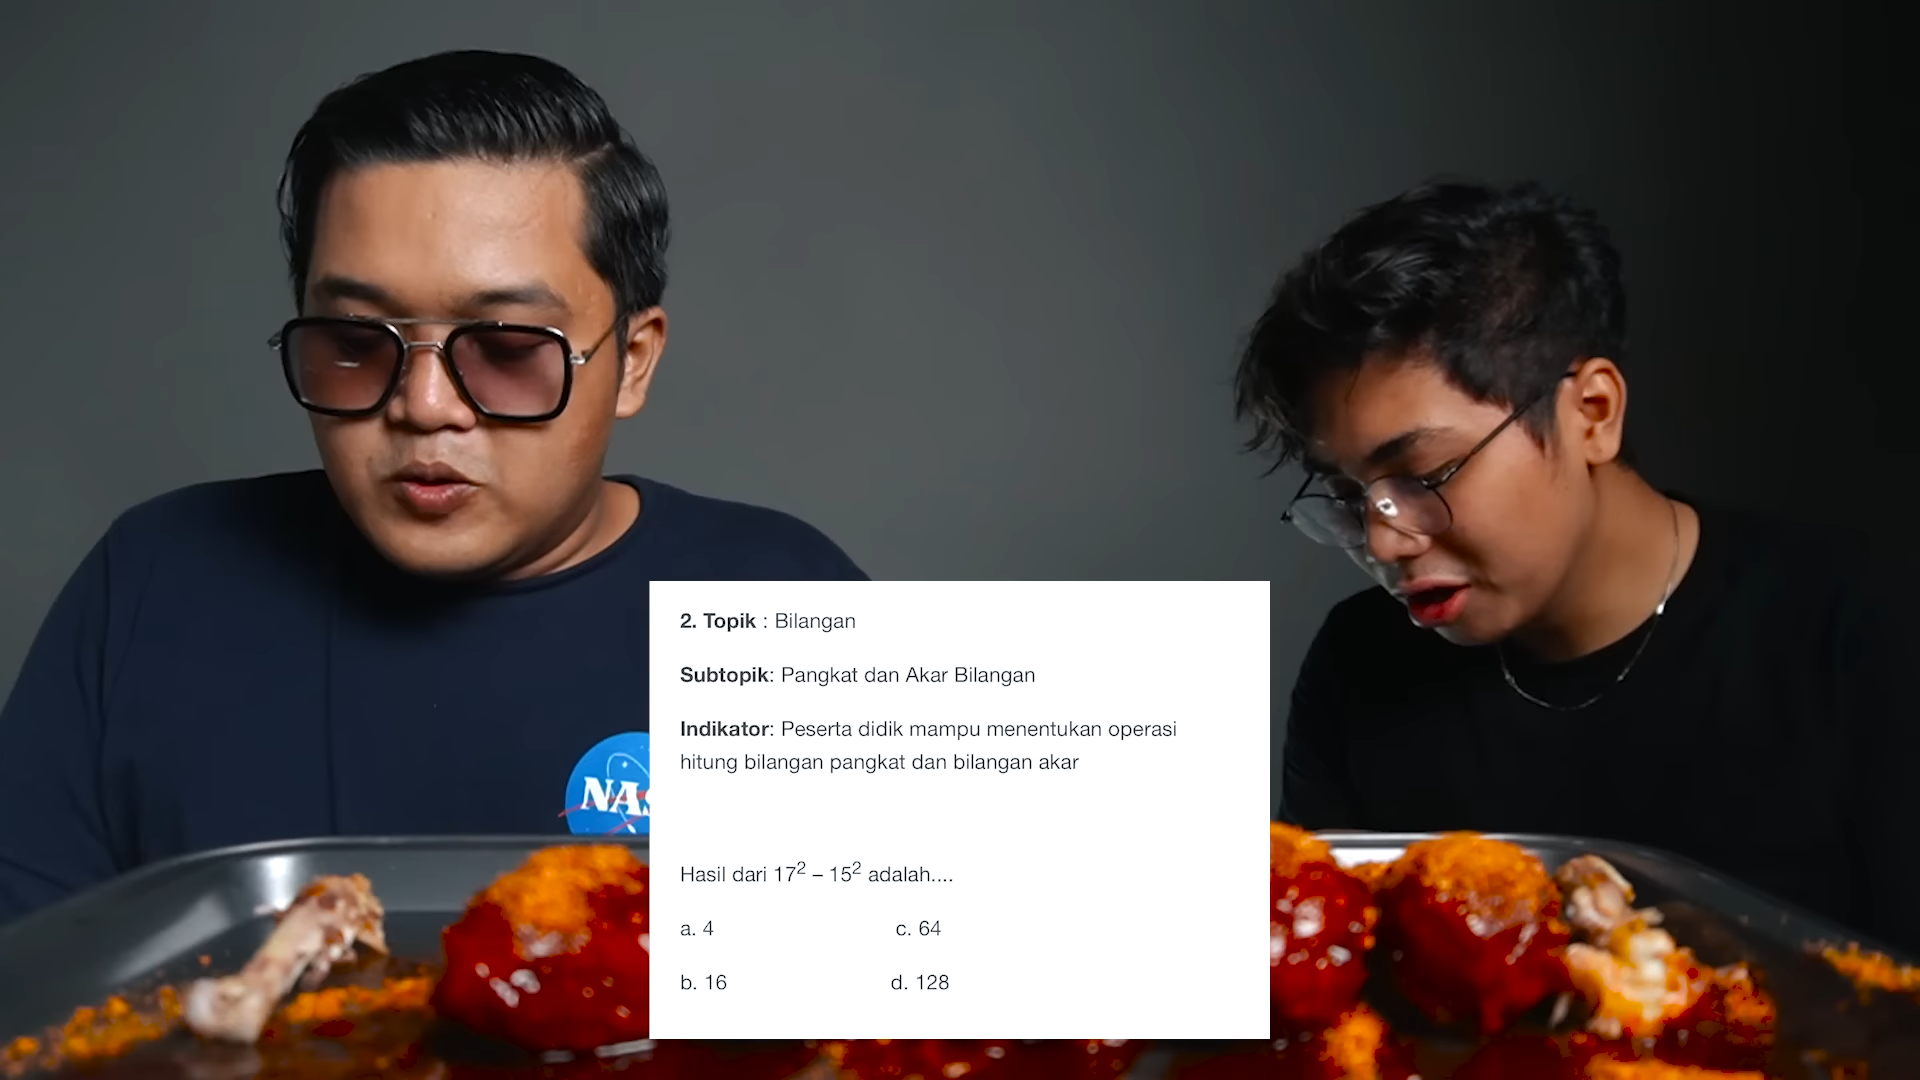 2. Topik : Bilangan
Subtopik: Pangkat dan Akar Bilangan
Indikator: Peserta didik mampu menentukan operasi
hitung bilangan pangkat dan bilangan akar
NAS
Hasil dari 17² – 15² adalah....
a. 4 c. 64
b. 16 d. 128